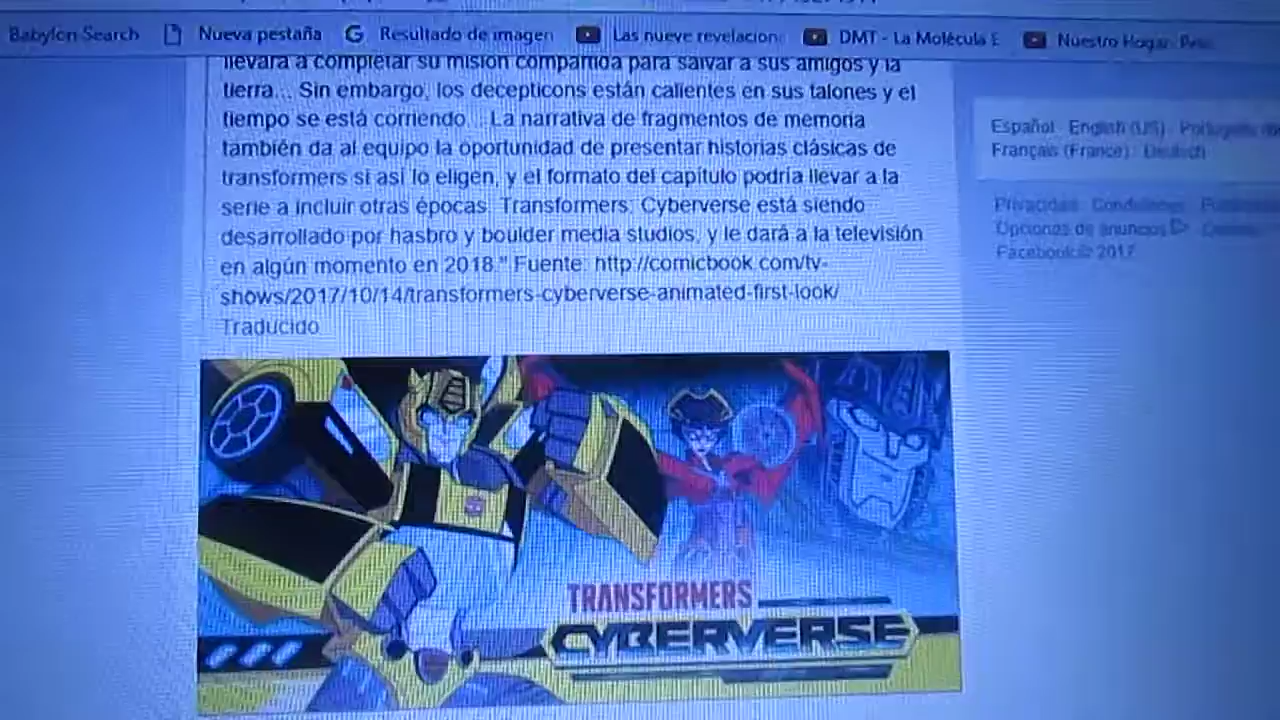 Babylon Search
Nueva pestaña
Resultado de imagen
Las nueve revelacion
DMT - La Molécula E
Nuestro Hogar
llevará a completar su misión compartida para salvar a sus amigos y la
tierra... Sin embargo, los decepticons están calientes en sus talones y el
tiempo se está corriendo... La narrativa de fragmentos de memoria
también da al equipo la oportunidad de presentar historias clásicas de
transformers si así lo eligen, y el formato del capítulo podría llevar a la
serie a incluir otras épocas. Transformers: Cyberverse está siendo
desarrollado por hasbro y boulder media studios, y le dará a la televisión
en algún momento en 2018." Fuente: http://comicbook.com/tv-
shows/2017/10/14/transformers-cyberverse-animated-first-look/
Traducido
Español · English (US) · Português
Français (France) · Deutsch
Privacidad · Condiciones
Opciones de anuncios
Facebook © 2017
TRANSFORMERS
CYBERVERSE